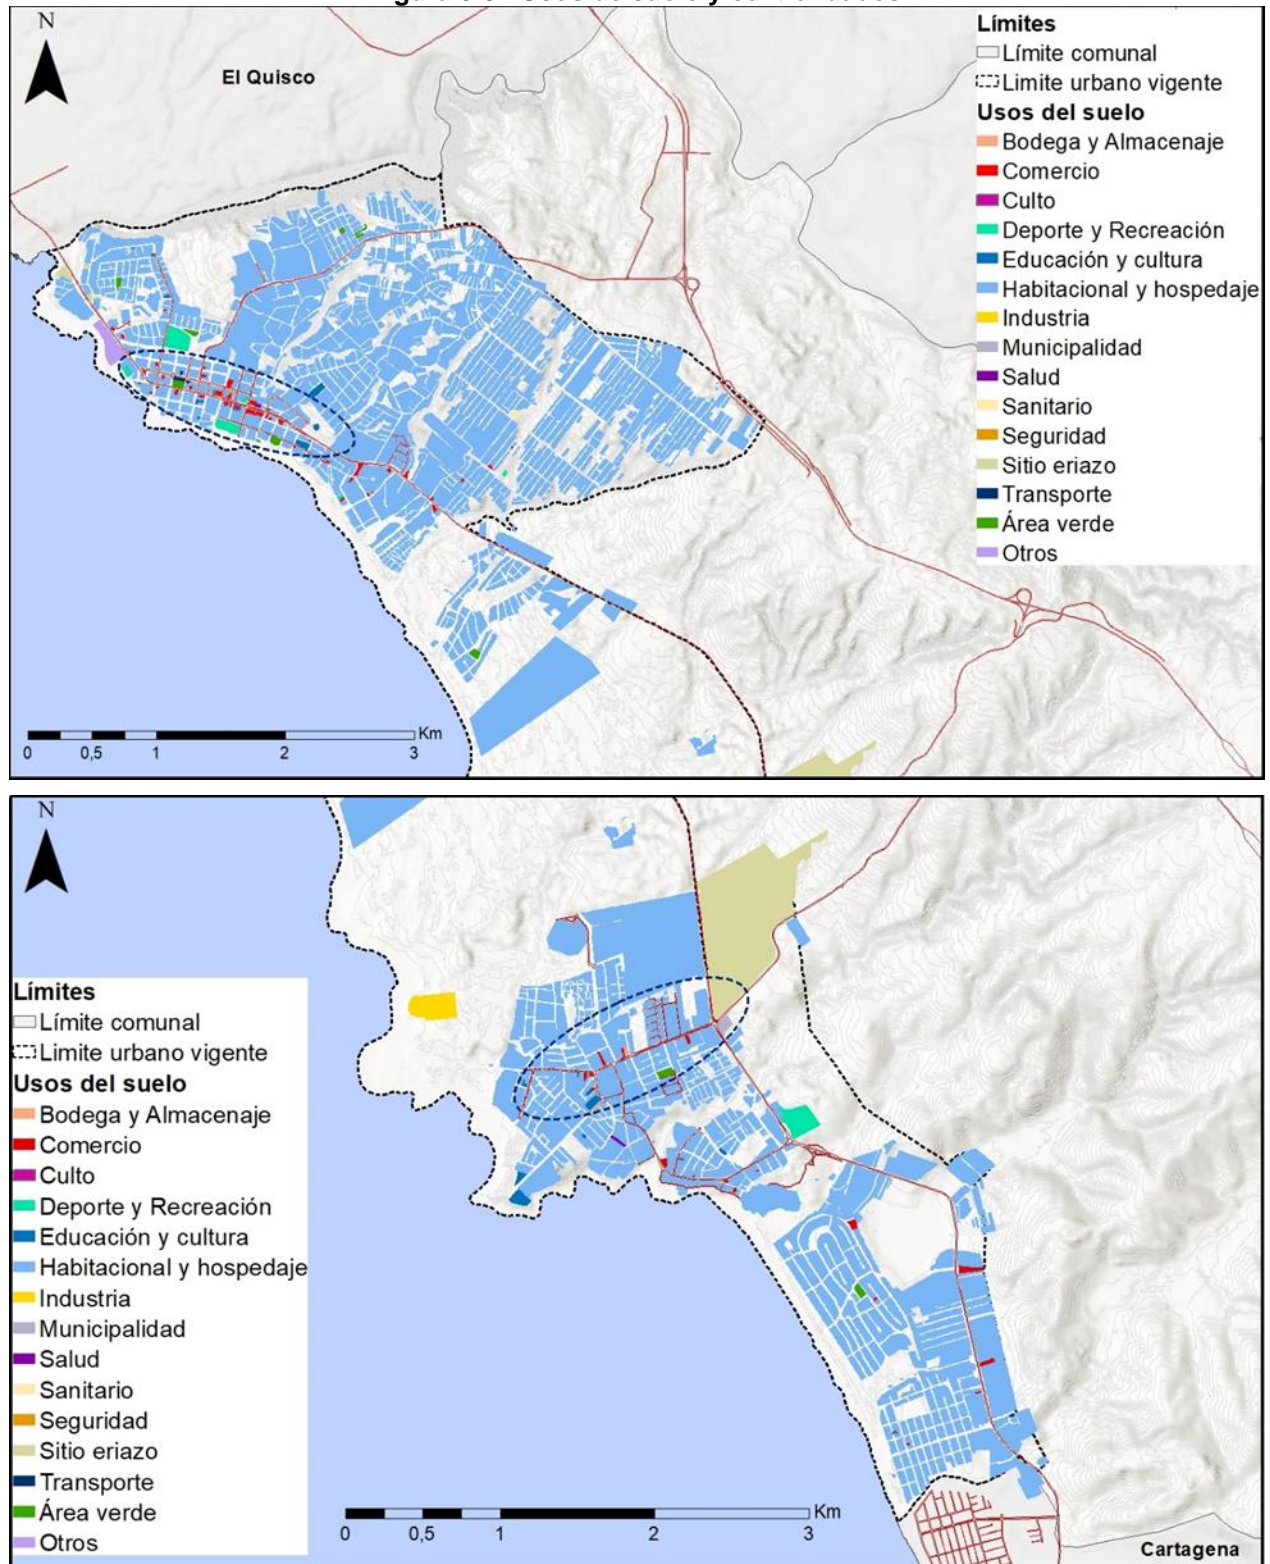 N
El Quisco
Límites
Límite comunal
Limite urbano vigente
Usos del suelo
Bodega y Almacenaje
Comercio
Culto
Deporte y Recreación
Educación y cultura
Habitacional y hospedaje
Industria
Municipalidad
Salud
Sanitario
Seguridad
Sitio eriazo
Transporte
Área verde
Otros
Km
0 0,5 1 2 3
N
Límites
Límite comunal
Limite urbano vigente
Usos del suelo
Bodega y Almacenaje
Comercio
Culto
Deporte y Recreación
Educación y cultura
Habitacional y hospedaje
Industria
Municipalidad
Salud
Sanitario
Seguridad
Sitio eriazo
Transporte
Área verde
Otros
Km
0 0,5 1 2 3
Cartagena